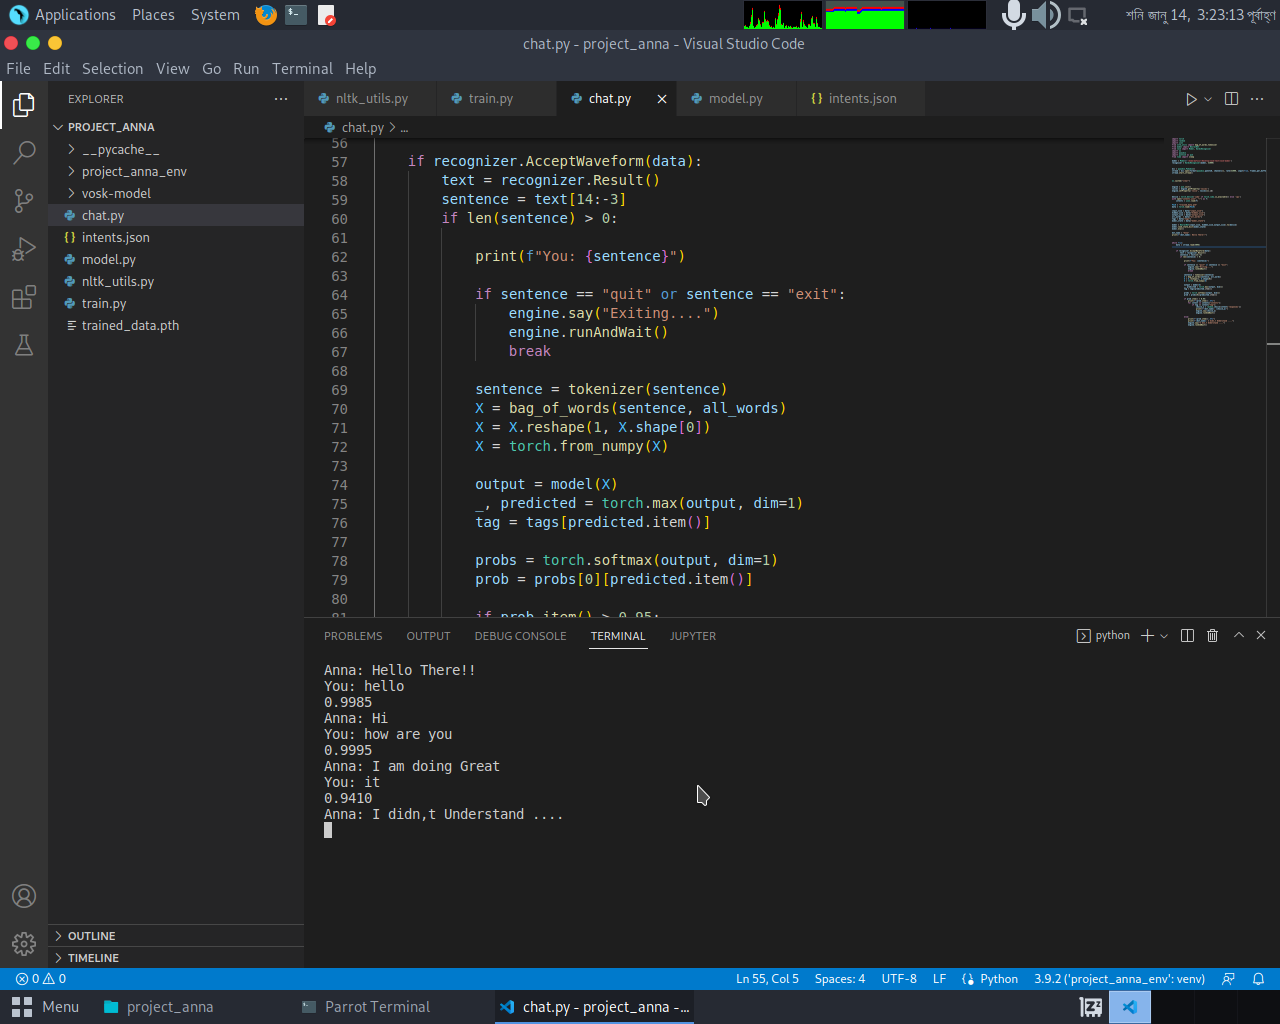 Applications Places System
শনি জানু 14, 3:23:13 পূর্বাহ্ণ
chat.py - project_anna - Visual Studio Code
File Edit Selection View Go Run Terminal Help
EXPLORER
PROJECT_ANNA
__pycache__
project_anna_env
vosk-model
chat.py
intents.json
model.py
nltk_utils.py
train.py
trained_data.pth
OUTLINE
TIMELINE
nltk_utils.py train.py chat.py model.py intents.json
chat.py > ...
56
57 if recognizer.AcceptWaveform(data):
58 text = recognizer.Result()
59 sentence = text[14:-3]
60 if len(sentence) > 0:
61
62 print(f"You: {sentence}")
63
64 if sentence == "quit" or sentence == "exit":
65 engine.say("Exiting....")
66 engine.runAndWait()
67 break
68
69 sentence = tokenizer(sentence)
70 X = bag_of_words(sentence, all_words)
71 X = X.reshape(1, X.shape[0])
72 X = torch.from_numpy(X)
73
74 output = model(X)
75 _, predicted = torch.max(output, dim=1)
76 tag = tags[predicted.item()]
77
78 probs = torch.softmax(output, dim=1)
79 prob = probs[0][predicted.item()]
80
81 if prob.item() > 0.95:
PROBLEMS OUTPUT DEBUG CONSOLE TERMINAL JUPYTER
python
Anna: Hello There!!
You: hello
0.9985
Anna: Hi
You: how are you
0.9995
Anna: I am doing Great
You: it
0.9410
Anna: I didn,t Understand ....
0 0
Ln 55, Col 5 Spaces: 4 UTF-8 LF Python 3.9.2 ('project_anna_env': venv)
Menu project_anna Parrot Terminal chat.py - project_anna -...